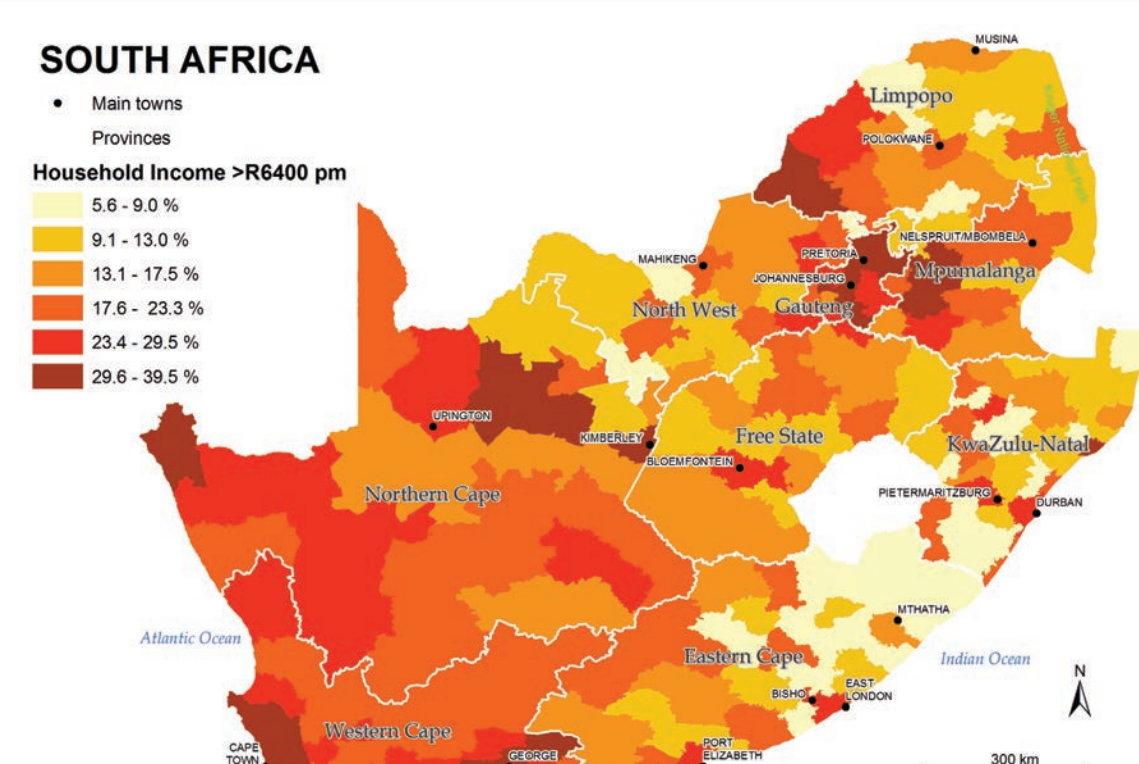 SOUTH AFRICA
Main towns
Provinces
Household Income >R6400 pm
5.6 - 9.0 %
9.1 - 13.0 %
13.1 - 17.5 %
17.6 - 23.3 %
23.4 - 29.5 %
29.6 - 39.5 %
MUSINA
Limpopo
Kruger National Park
POLOKWANE
NELSPRUIT/MBOMBELA
MAHIKENG
PRETORIA
Mpumalanga
JOHANNESBURG
North West
Gauteng
UPINGTON
KIMBERLEY
Free State
KwaZulu-Natal
BLOEMFONTEIN
Northern Cape
PIETERMARITZBURG
DURBAN
MTHATHA
Atlantic Ocean
Eastern Cape
Indian Ocean
N
BISHO
EAST
LONDON
Western Cape
CAPE
TOWN
GEORGE
PORT
ELIZABETH
300 km